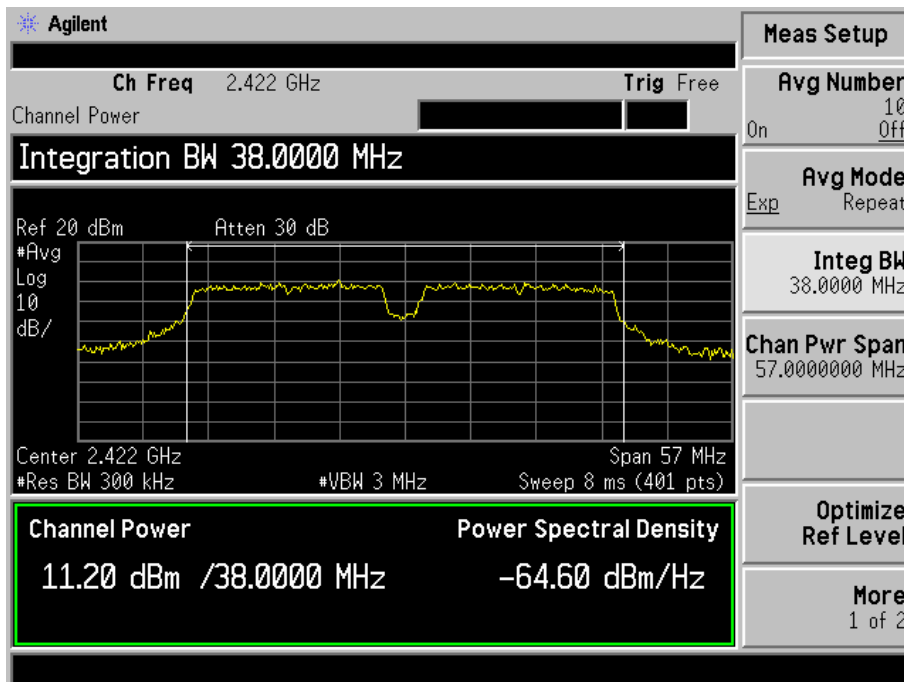 Agilent
Meas Setup
Ch Freq 2.422 GHz Trig Free
Channel Power
Integration BW 38.0000 MHz
Ref 20 dBm Atten 30 dB
#Avg
Log
10
dB/
Center 2.422 GHz Span 57 MHz
#Res BW 300 kHz #VBW 3 MHz Sweep 8 ms (401 pts)
Channel Power Power Spectral Density
11.20 dBm /38.0000 MHz -64.60 dBm/Hz
Avg Number
10
On Off
Avg Mode
Exp Repeat
Integ BW
38.0000 MHz
Chan Pwr Span
57.0000000 MHz
Optimize
Ref Level
More
1 of 2